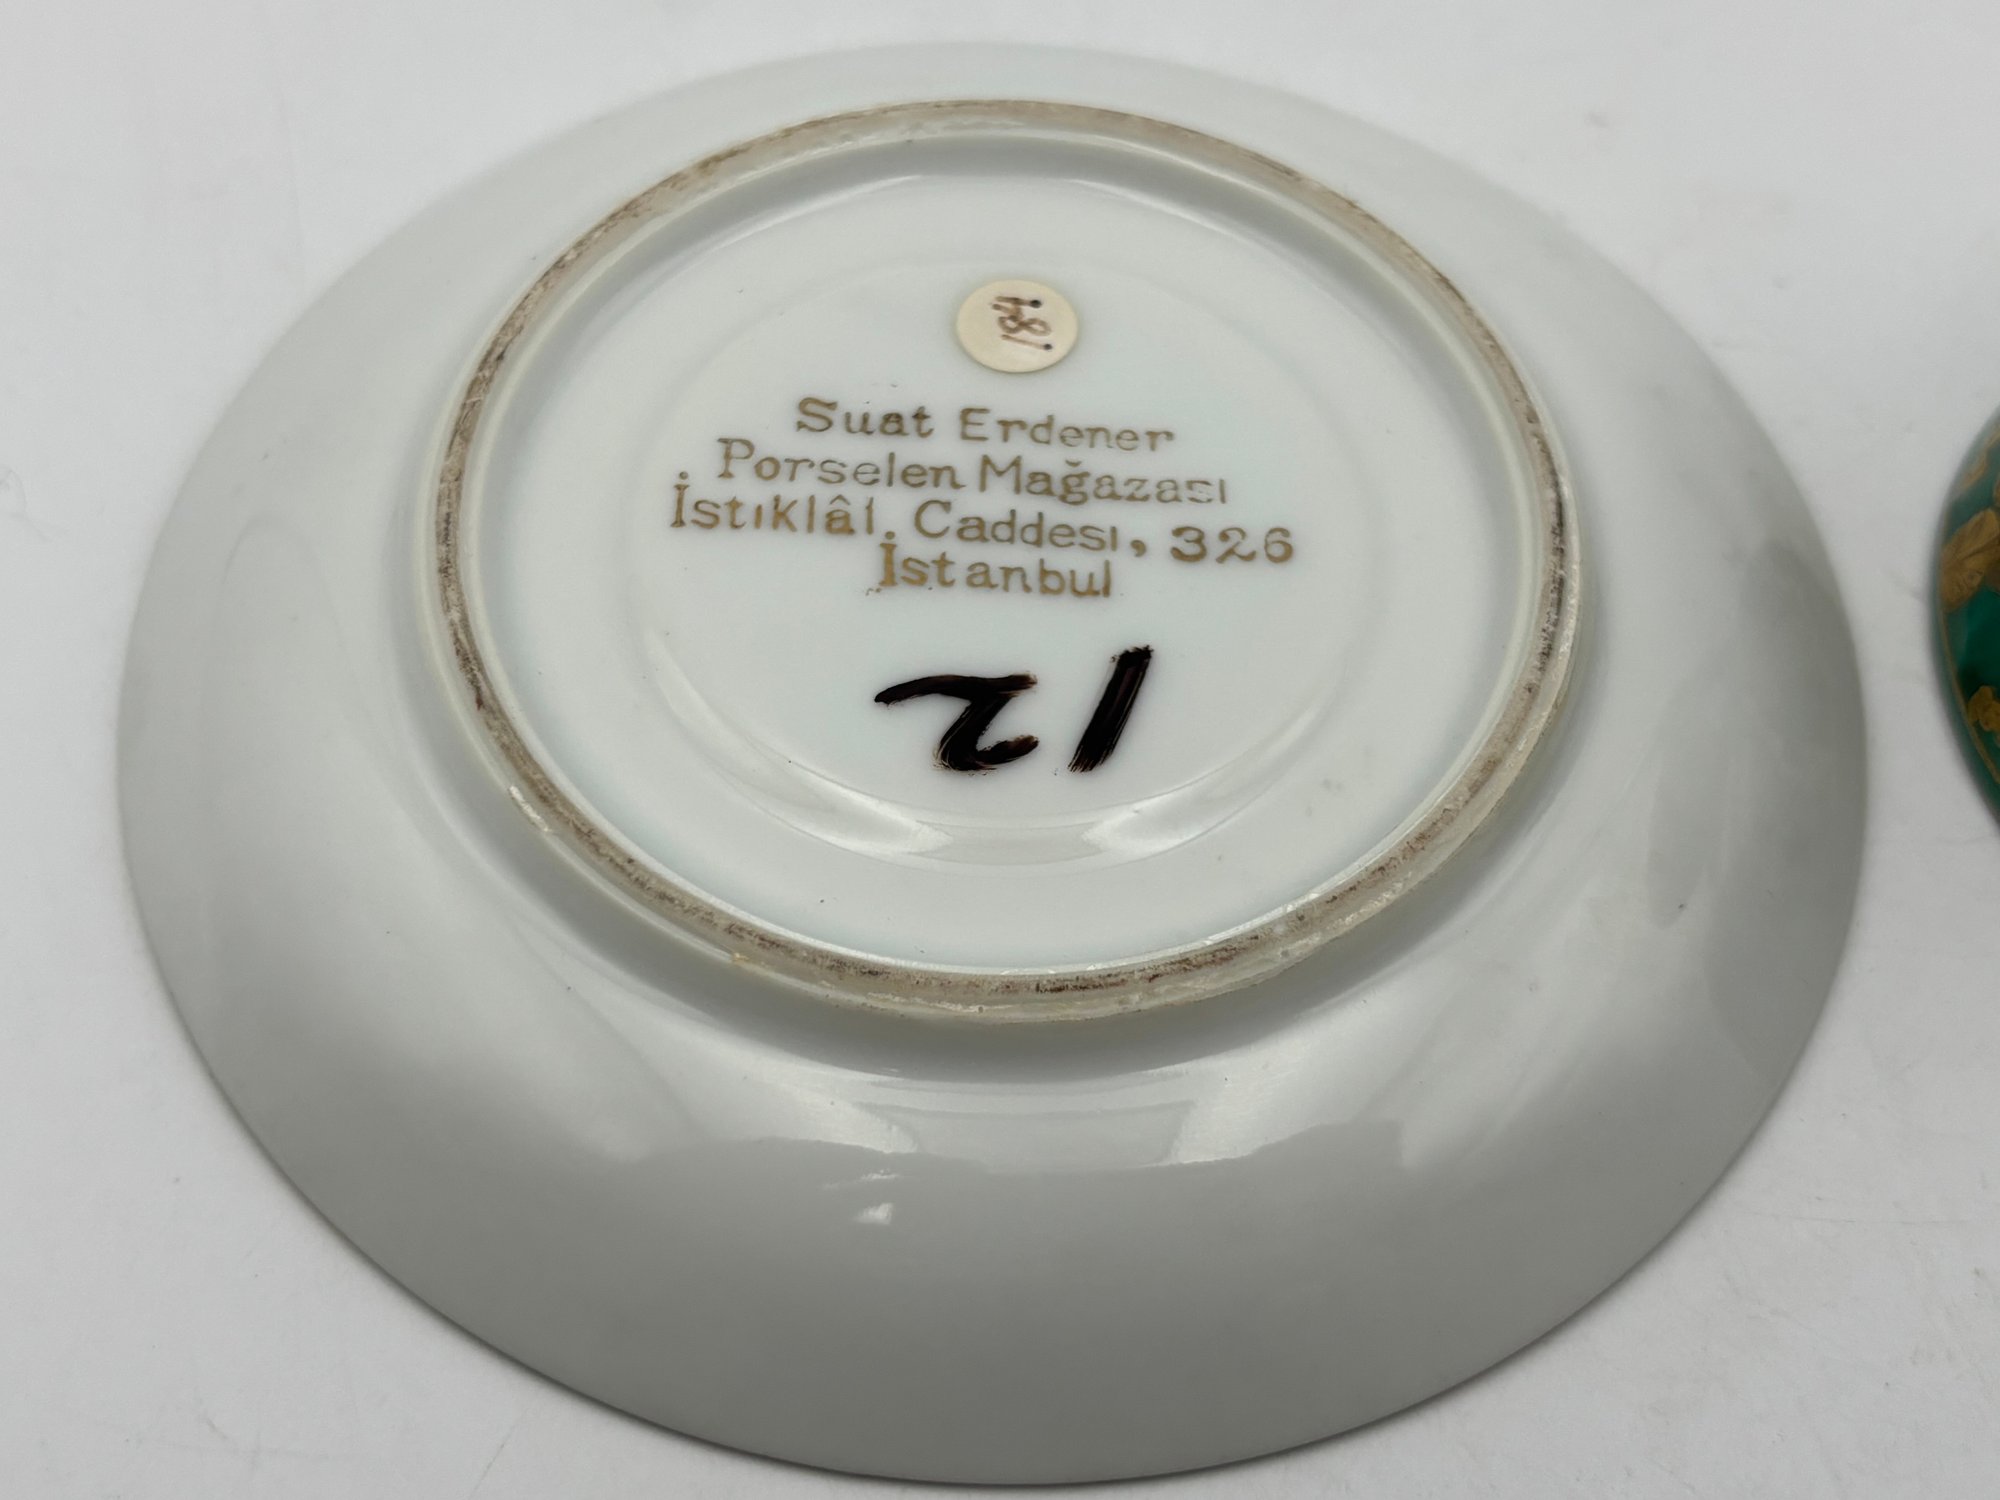 Suat Erdener
Porselen Mağazası
İstıklâl. Caddesı, 326
İstanbul
12